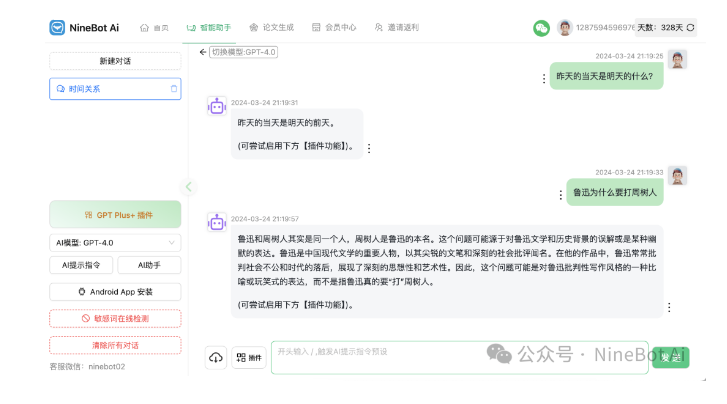 NineBot Ai
首页
智能助手
论文生成
会员中心
邀请返利
天数：328天
新建对话
时间关系
切换模型:GPT-4.0
2024-03-24 21:19:25
昨天的当天是明天的什么?
2024-03-24 21:19:31
昨天的当天是明天的前天。
(可尝试启用下方【插件功能】)。
2024-03-24 21:19:33
鲁迅为什么要打周树人
2024-03-24 21:19:57
鲁迅和周树人其实是同一个人，周树人是鲁迅的本名。这个问题可能源于对鲁迅文学和历史背景的误解或是某种幽
默的表达。鲁迅是中国现代文学的重要人物，以其尖锐的文笔和深刻的社会批评闻名。在他的作品中，鲁迅常常批
判社会不公和时代的落后，展现了深刻的思想性和艺术性。因此，这个问题可能是对鲁迅批判性写作风格的一种比
喻或玩笑式的表达，而不是指鲁迅真的要“打”周树人。
(可尝试启用下方【插件功能】)。
GPT Plus+ 插件
AI模型: GPT-4.0
AI提示指令
AI助手
Android App 安装
敏感词在线检测
清除所有对话
客服微信：ninebot02
插件
开头输入 / ,触发AI提示指令预设
发送
公众号 · NineBot Ai